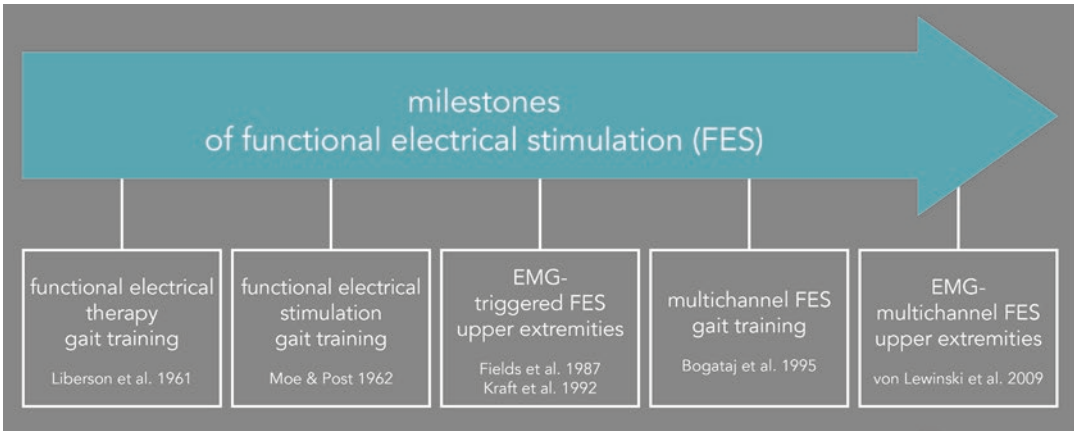 milestones
of functional electrical stimulation (FES)
functional electrical
therapy
gait training
Liberson et al. 1961
functional electrical
stimulation
gait training
Moe & Post 1962
EMG-
triggered FES
upper extremities
Fields et al. 1987
Kraft et al. 1992
multichannel FES
gait training
Bogataj et al. 1995
EMG-
multichannel FES
upper extremities
von Lewinski et al. 2009